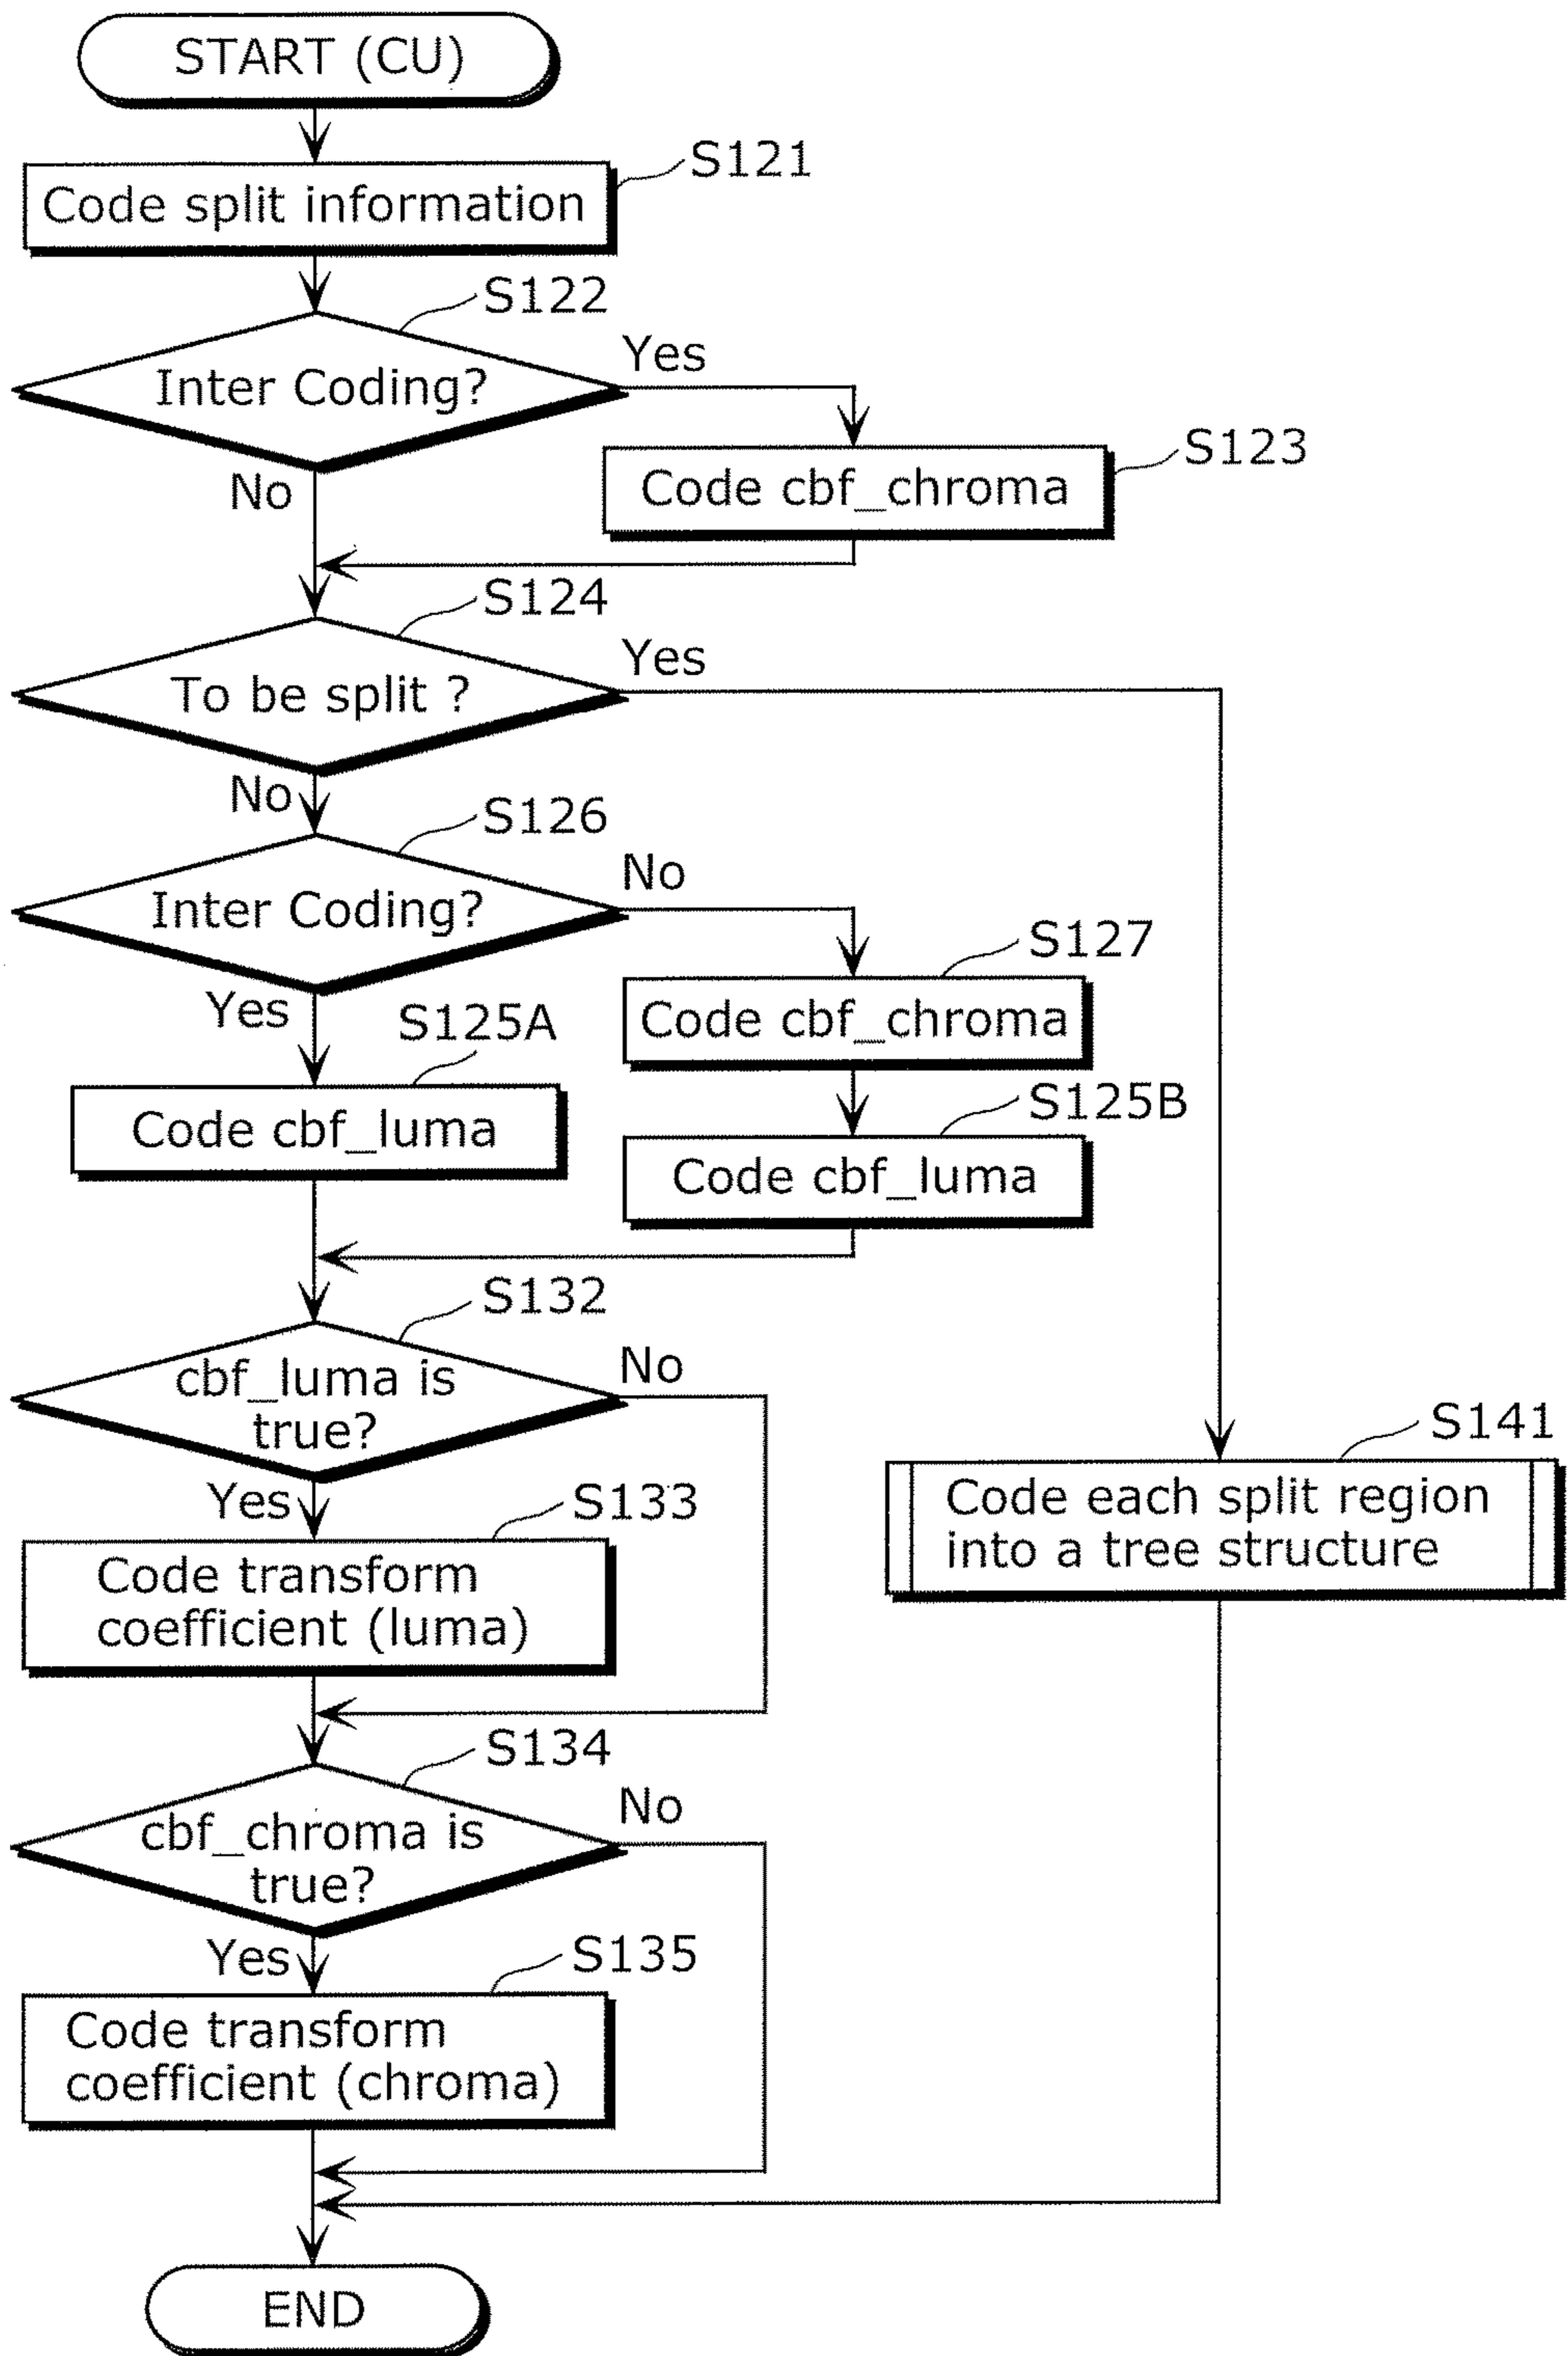 START (CU)
S121
Code split information
S122
Inter Coding?
Yes
No
S123
Code cbf_chroma
S124
To be split ?
Yes
No
S126
Inter Coding?
No
Yes
S127
Code cbf_chroma
S125A
Code cbf_luma
S125B
Code cbf_luma
S132
cbf_luma is
true?
No
Yes
S133
Code transform
coefficient (luma)
S141
Code each split region
into a tree structure
S134
cbf_chroma is
true?
No
Yes
S135
Code transform
coefficient (chroma)
END